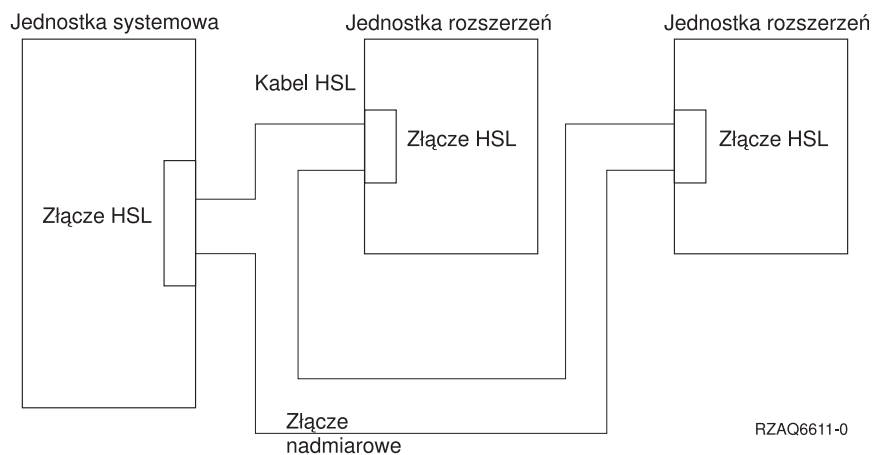 Jednostka systemowa
Jednostka rozszerzeń
Jednostka rozszerzeń
Kabel HSL
Złącze HSL
Złącze HSL
Złącze HSL
Złącze
nadmiarowe
RZAQ6611-0